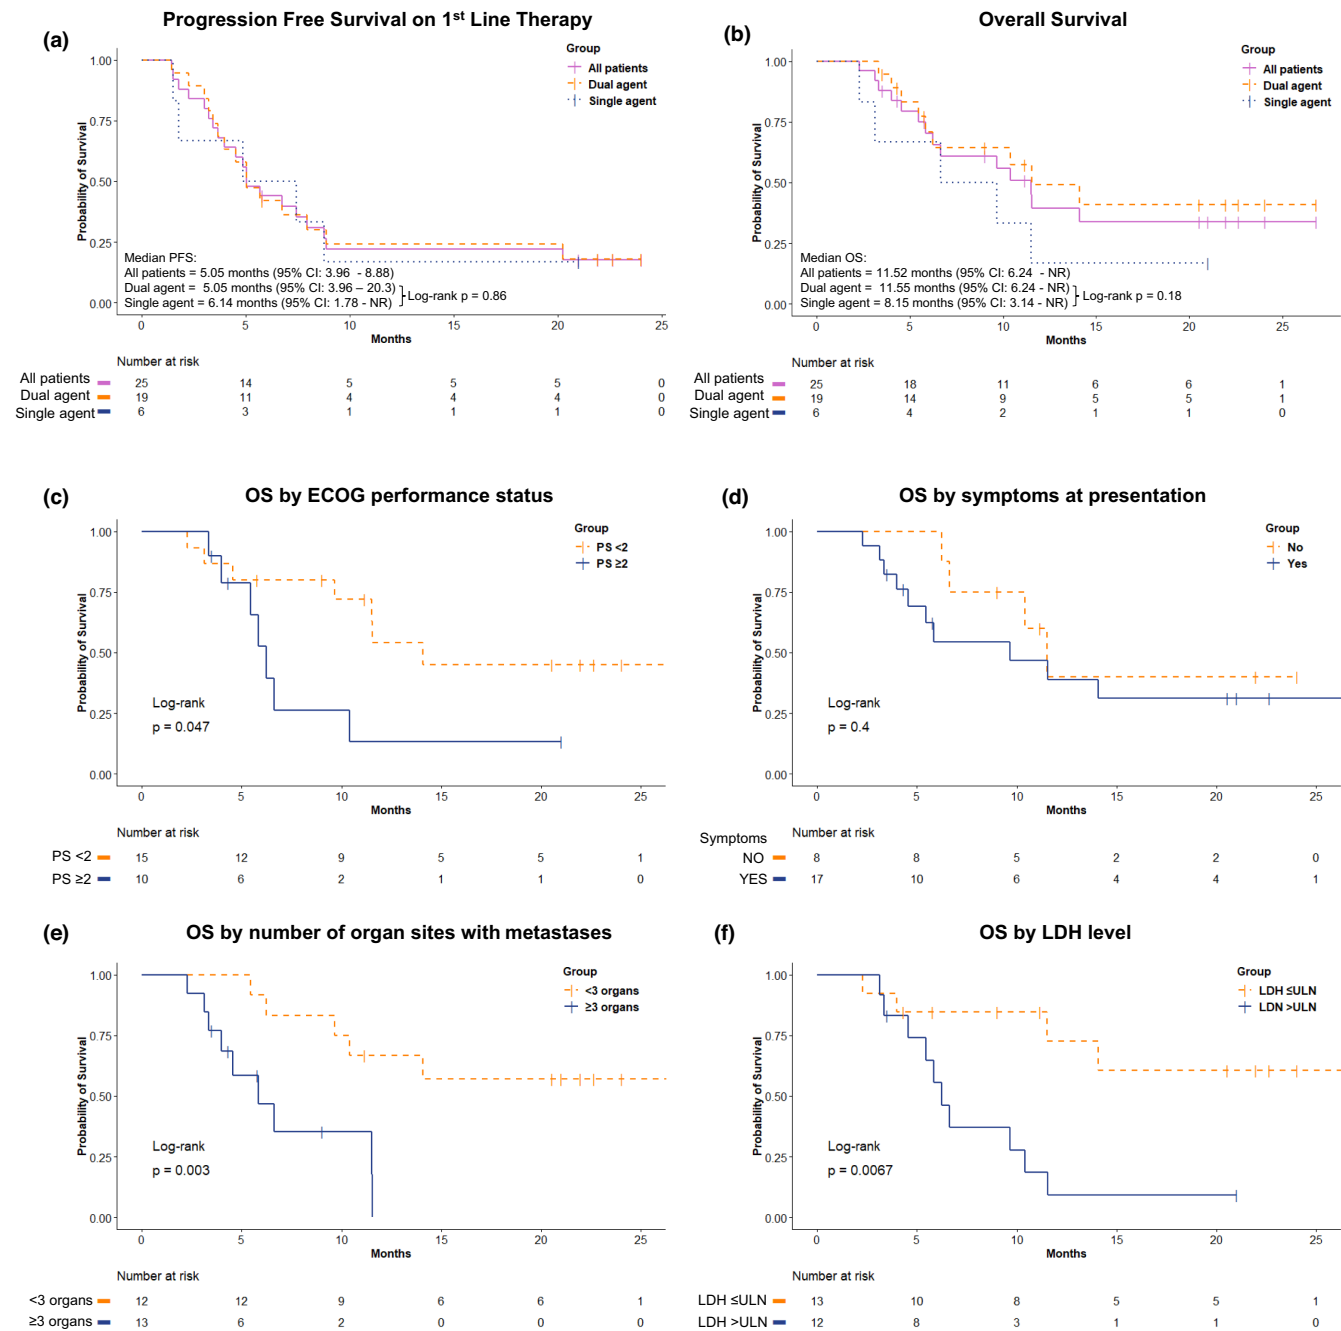 Progression Free Survival on 1st Line Therapy
(a)
Group
All patients
Dual agent
Single agent
1.00
0.75
0.50
0.25
0.00
Probability of Survival
Median PFS:
All patients = 5.05 months (95% CI: 3.96 - 8.88)
Dual agent = 5.05 months (95% CI: 3.96 – 20.3)
Single agent = 6.14 months (95% CI: 1.78 - NR)
Log-rank p = 0.86
0 5 10 15 20 25
Months
Number at risk
All patients 25 14 5 5 5 0
Dual agent 19 11 4 4 4 0
Single agent 6 3 1 1 1 0
Overall Survival
(b)
Group
All patients
Dual agent
Single agent
1.00
0.75
0.50
0.25
0.00
Probability of Survival
Median OS:
All patients = 11.52 months (95% CI: 6.24 - NR)
Dual agent = 11.55 months (95% CI: 6.24 - NR)
Single agent = 8.15 months (95% CI: 3.14 - NR)
Log-rank p = 0.18
0 5 10 15 20 25
Months
Number at risk
All patients 25 18 11 6 6 1
Dual agent 19 14 9 5 5 1
Single agent 6 4 2 1 1 0
(c)
OS by ECOG performance status
Group
PS <2
PS ≥2
1.00
0.75
0.50
0.25
0.00
Probability of Survival
Log-rank
p = 0.047
0 5 10 15 20 25
Months
Number at risk
PS <2 15 12 9 5 5 1
PS ≥2 10 6 2 1 1 0
(d)
OS by symptoms at presentation
Group
No
Yes
1.00
0.75
0.50
0.25
0.00
Probability of Survival
Log-rank
p = 0.4
0 5 10 15 20 25
Months
Symptoms
Number at risk
NO 8 8 5 2 2 0
YES 17 10 6 4 4 1
(e)
OS by number of organ sites with metastases
Group
<3 organs
≥3 organs
1.00
0.75
0.50
0.25
0.00
Probability of Survival
Log-rank
p = 0.003
0 5 10 15 20 25
Months
Number at risk
<3 organs 12 12 9 6 6 1
≥3 organs 13 6 2 0 0 0
(f)
OS by LDH level
Group
LDH ≤ULN
LDN >ULN
1.00
0.75
0.50
0.25
0.00
Probability of Survival
Log-rank
p = 0.0067
0 5 10 15 20 25
Months
Number at risk
LDH ≤ULN 13 10 8 5 5 1
LDH >ULN 12 8 3 1 1 0